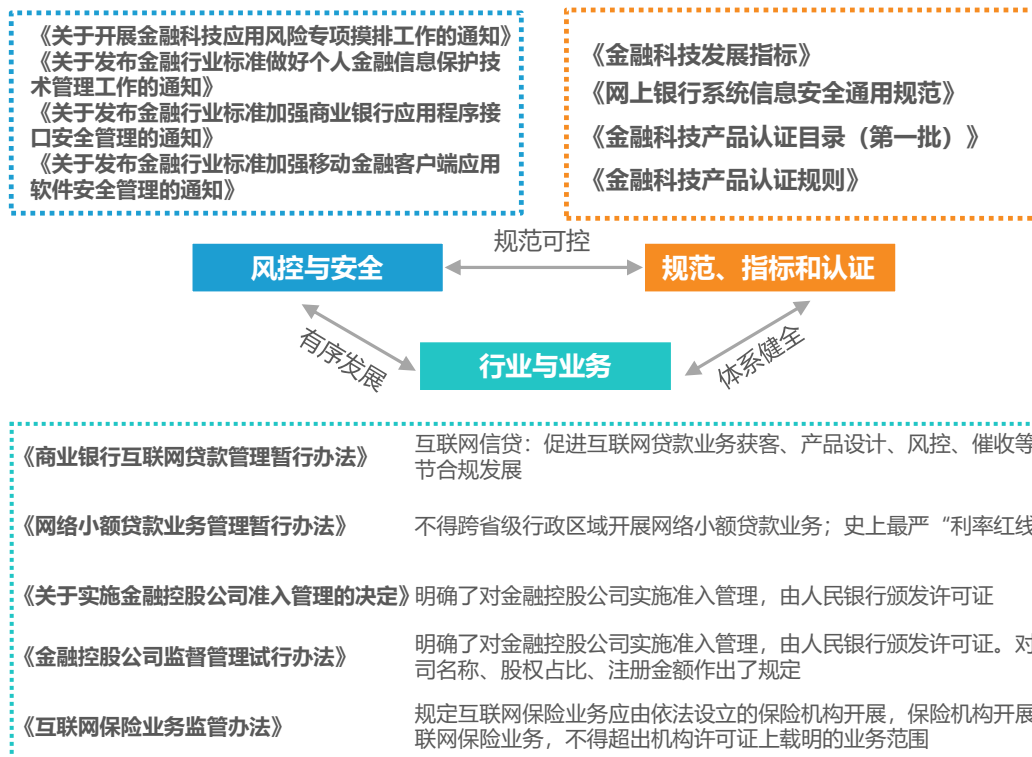 《关于开展金融科技应用风险专项摸排工作的通知》
《关于发布金融行业标准做好个人金融信息保护技
术管理工作的通知》
《关于发布金融行业标准加强商业银行应用程序接
口安全管理的通知》
《关于发布金融行业标准加强移动金融客户端应用
软件安全管理的通知》
《金融科技发展指标》
《网上银行系统信息安全通用规范》
《金融科技产品认证目录（第一批）》
《金融科技产品认证规则》
规范可控
风控与安全
规范、指标和认证
有序发展
体系健全
行业与业务
《商业银行互联网贷款管理暂行办法》
互联网信贷：促进互联网贷款业务获客、产品设计、风控、催收等
节合规发展
《网络小额贷款业务管理暂行办法》
不得跨省级行政区域开展网络小额贷款业务；史上最严“利率红线
《关于实施金融控股公司准入管理的决定》
明确了对金融控股公司实施准入管理，由人民银行颁发许可证
《金融控股公司监督管理试行办法》
明确了对金融控股公司实施准入管理，由人民银行颁发许可证。对
司名称、股权占比、注册金额作出了规定
《互联网保险业务监管办法》
规定互联网保险业务应由依法设立的保险机构开展，保险机构开展
联网保险业务，不得超出机构许可证上载明的业务范围